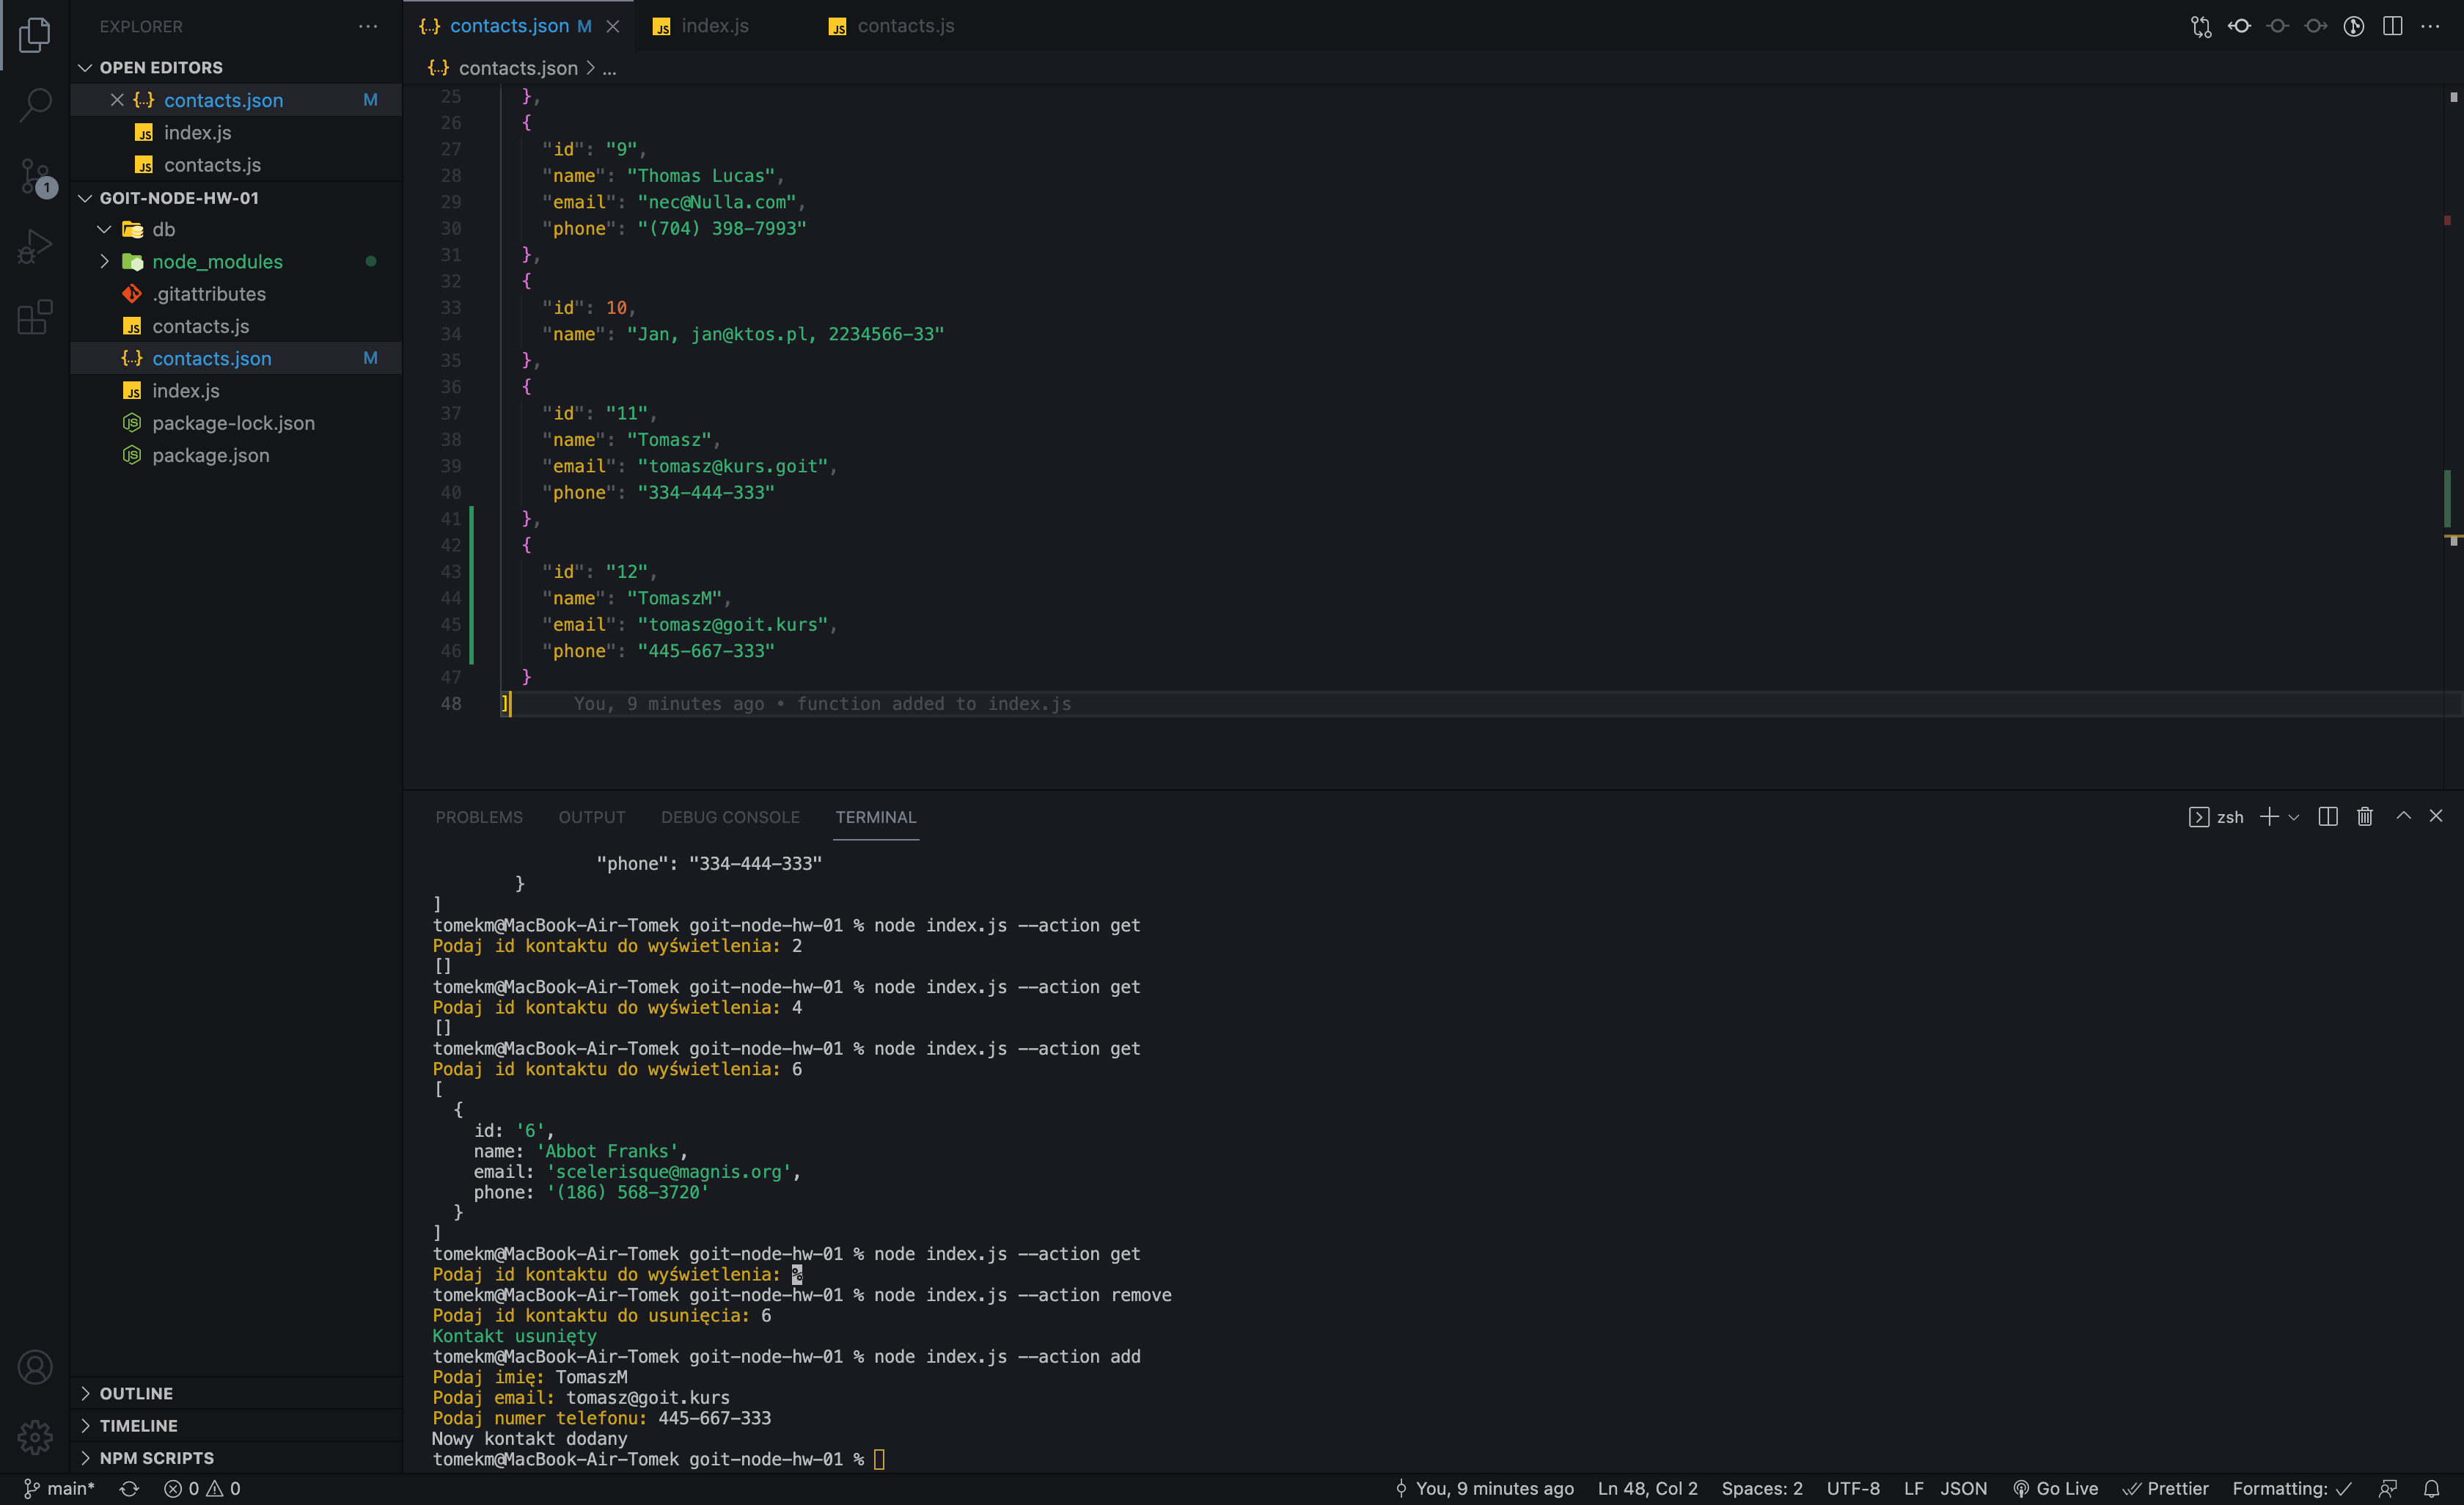 EXPLORER
OPEN EDITORS
contacts.json M
index.js
contacts.js
GOIT-NODE-HW-01
db
node_modules
.gitattributes
contacts.js
contacts.json M
index.js
package-lock.json
package.json
OUTLINE
TIMELINE
NPM SCRIPTS
contacts.json M index.js contacts.js
contacts.json > ...
25 },
26 {
27 "id": "9",
28 "name": "Thomas Lucas",
29 "email": "nec@Nulla.com",
30 "phone": "(704) 398-7993"
31 },
32 {
33 "id": 10,
34 "name": "Jan, jan@ktos.pl, 2234566-33"
35 },
36 {
37 "id": "11",
38 "name": "Tomasz",
39 "email": "tomasz@kurs.goit",
40 "phone": "334-444-333"
41 },
42 {
43 "id": "12",
44 "name": "TomaszM",
45 "email": "tomasz@goit.kurs",
46 "phone": "445-667-333"
47 }
48 ] You, 9 minutes ago • function added to index.js
PROBLEMS OUTPUT DEBUG CONSOLE TERMINAL zsh
"phone": "334-444-333"
}
]
tomekm@MacBook-Air-Tomek goit-node-hw-01 % node index.js --action get
Podaj id kontaktu do wyświetlenia: 2
[]
tomekm@MacBook-Air-Tomek goit-node-hw-01 % node index.js --action get
Podaj id kontaktu do wyświetlenia: 4
[]
tomekm@MacBook-Air-Tomek goit-node-hw-01 % node index.js --action get
Podaj id kontaktu do wyświetlenia: 6
[
{
id: '6',
name: 'Abbot Franks',
email: 'scelerisque@magnis.org',
phone: '(186) 568-3720'
}
]
tomekm@MacBook-Air-Tomek goit-node-hw-01 % node index.js --action get
Podaj id kontaktu do wyświetlenia: %
tomekm@MacBook-Air-Tomek goit-node-hw-01 % node index.js --action remove
Podaj id kontaktu do usunięcia: 6
Kontakt usunięty
tomekm@MacBook-Air-Tomek goit-node-hw-01 % node index.js --action add
Podaj imię: TomaszM
Podaj email: tomasz@goit.kurs
Podaj numer telefonu: 445-667-333
Nowy kontakt dodany
tomekm@MacBook-Air-Tomek goit-node-hw-01 %
main* 0 0 You, 9 minutes ago Ln 48, Col 2 Spaces: 2 UTF-8 LF JSON Go Live Prettier Formatting: ✓
1